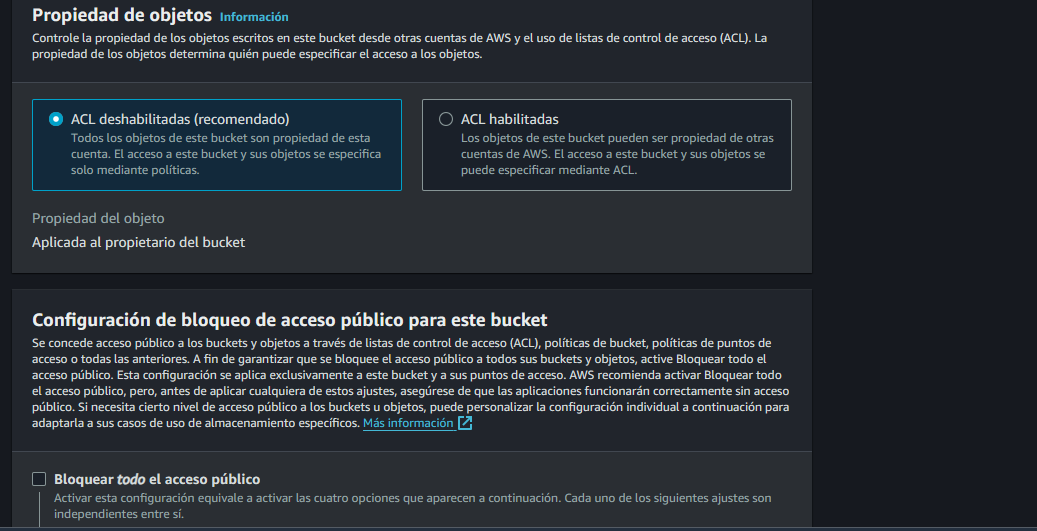 Propiedad de objetos Información
Controle la propiedad de los objetos escritos en este bucket desde otras cuentas de AWS y el uso de listas de control de acceso (ACL). La
propiedad de los objetos determina quién puede especificar el acceso a los objetos.
ACL deshabilitadas (recomendado)
Todos los objetos de este bucket son propiedad de esta
cuenta. El acceso a este bucket y sus objetos se especifica
solo mediante políticas.
ACL habilitadas
Los objetos de este bucket pueden ser propiedad de otras
cuentas de AWS. El acceso a este bucket y sus objetos se
puede especificar mediante ACL.
Propiedad del objeto
Aplicada al propietario del bucket
Configuración de bloqueo de acceso público para este bucket
Se concede acceso público a los buckets y objetos a través de listas de control de acceso (ACL), políticas de bucket, políticas de puntos de
acceso o todas las anteriores. A fin de garantizar que se bloquee el acceso público a todos sus buckets y objetos, active Bloquear todo el
acceso público. Esta configuración se aplica exclusivamente a este bucket y a sus puntos de acceso. AWS recomienda activar Bloquear todo
el acceso público, pero, antes de aplicar cualquiera de estos ajustes, asegúrese de que las aplicaciones funcionarán correctamente sin acceso
público. Si necesita cierto nivel de acceso público a los buckets u objetos, puede personalizar la configuración individual a continuación para
adaptarla a sus casos de uso de almacenamiento específicos. Más información
Bloquear todo el acceso público
Activar esta configuración equivale a activar las cuatro opciones que aparecen a continuación. Cada uno de los siguientes ajustes son
independientes entre sí.